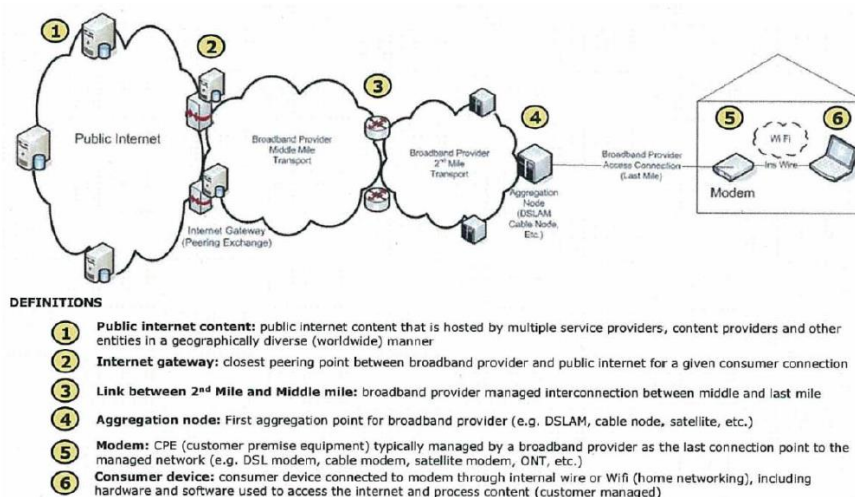 1
2
3
4
5
6
Public Internet
Broadband Provider
Middle Mile
Transport
Broadband Provider
2nd Mile
Transport
Internet Gateway
(Peering Exchange)
Aggregation
Node
(DSLAM,
Cable Node,
Etc.)
Broadband Provider
Access Connection
(Last Mile)
Wi Fi
Ins Wire
Modem
DEFINITIONS
1 Public internet content: public internet content that is hosted by multiple service providers, content providers and other
entities in a geographically diverse (worldwide) manner
2 Internet gateway: closest peering point between broadband provider and public internet for a given consumer connection
3 Link between 2nd Mile and Middle mile: broadband provider managed interconnection between middle and last mile
4 Aggregation node: First aggregation point for broadband provider (e.g. DSLAM, cable node, satellite, etc.)
5 Modem: CPE (customer premise equipment) typically managed by a broadband provider as the last connection point to the
managed network (e.g. DSL modem, cable modem, satellite modem, ONT, etc.)
6 Consumer device: consumer device connected to modem through internal wire or Wifi (home networking), including
hardware and software used to access the internet and process content (customer managed)